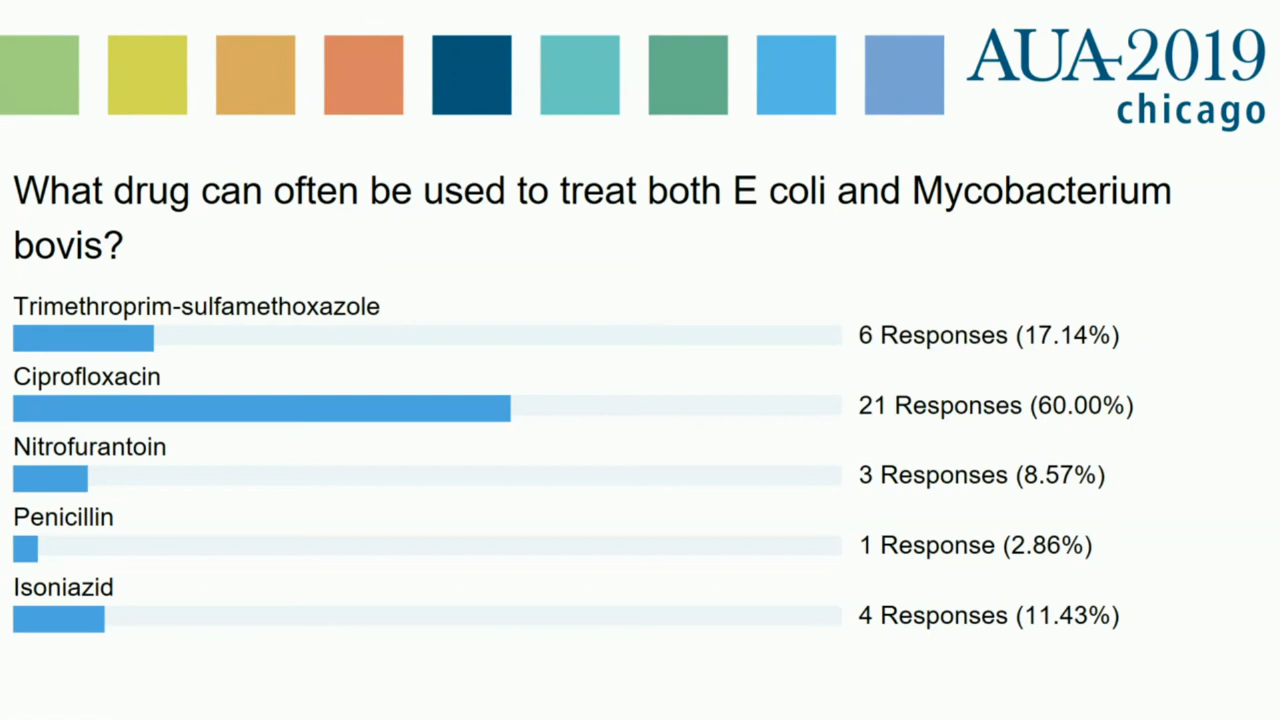 AUA 2019
chicago
What drug can often be used to treat both E coli and Mycobacterium
bovis?
Trimethroprim-sulfamethoxazole
6 Responses (17.14%)
Ciprofloxacin
21 Responses (60.00%)
Nitrofurantoin
3 Responses (8.57%)
Penicillin
1 Response (2.86%)
Isoniazid
4 Responses (11.43%)